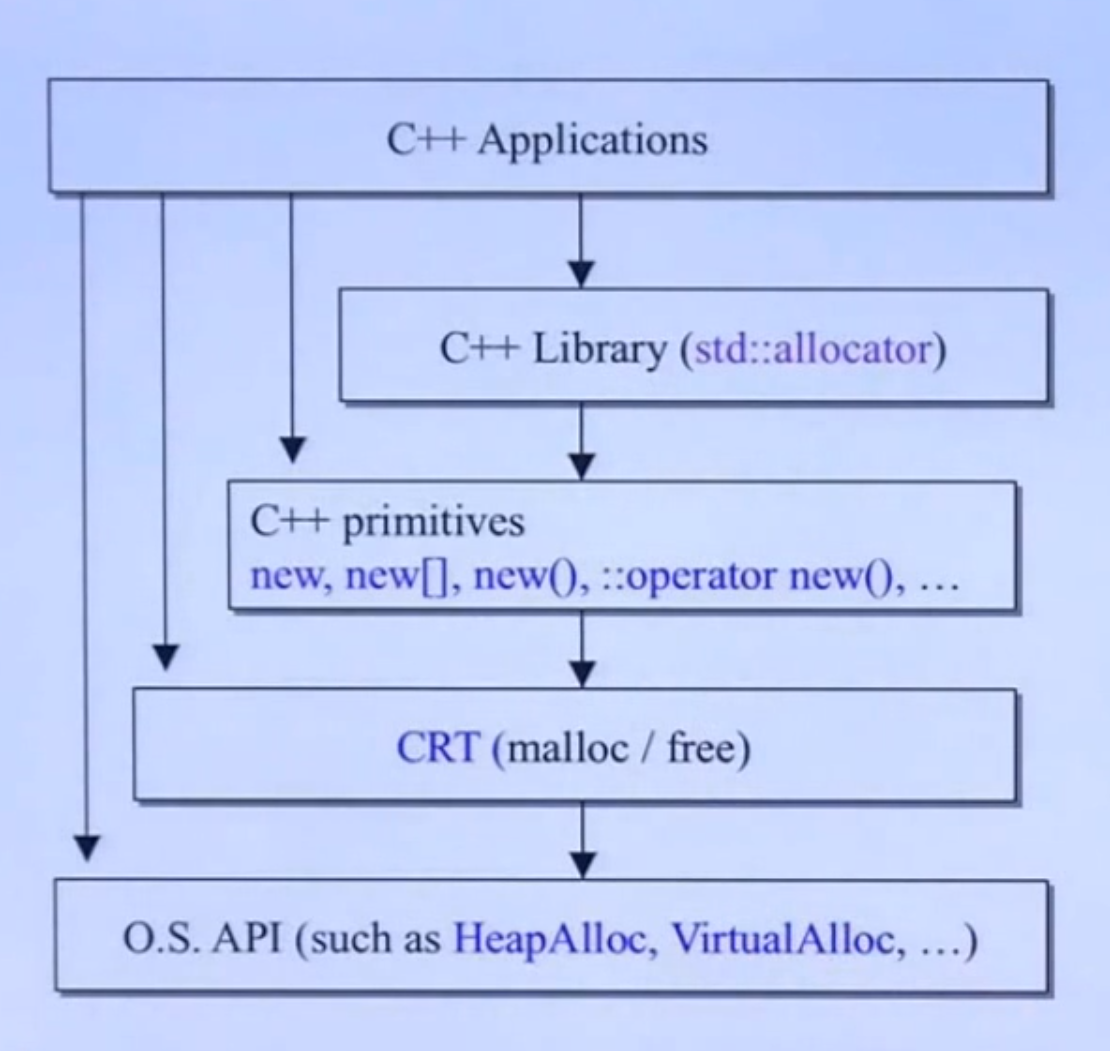 C++ Applications
C++ Library (std::allocator)
C++ primitives
new, new[], new(), ::operator new(), …
CRT (malloc / free)
O.S. API (such as HeapAlloc, VirtualAlloc, …)